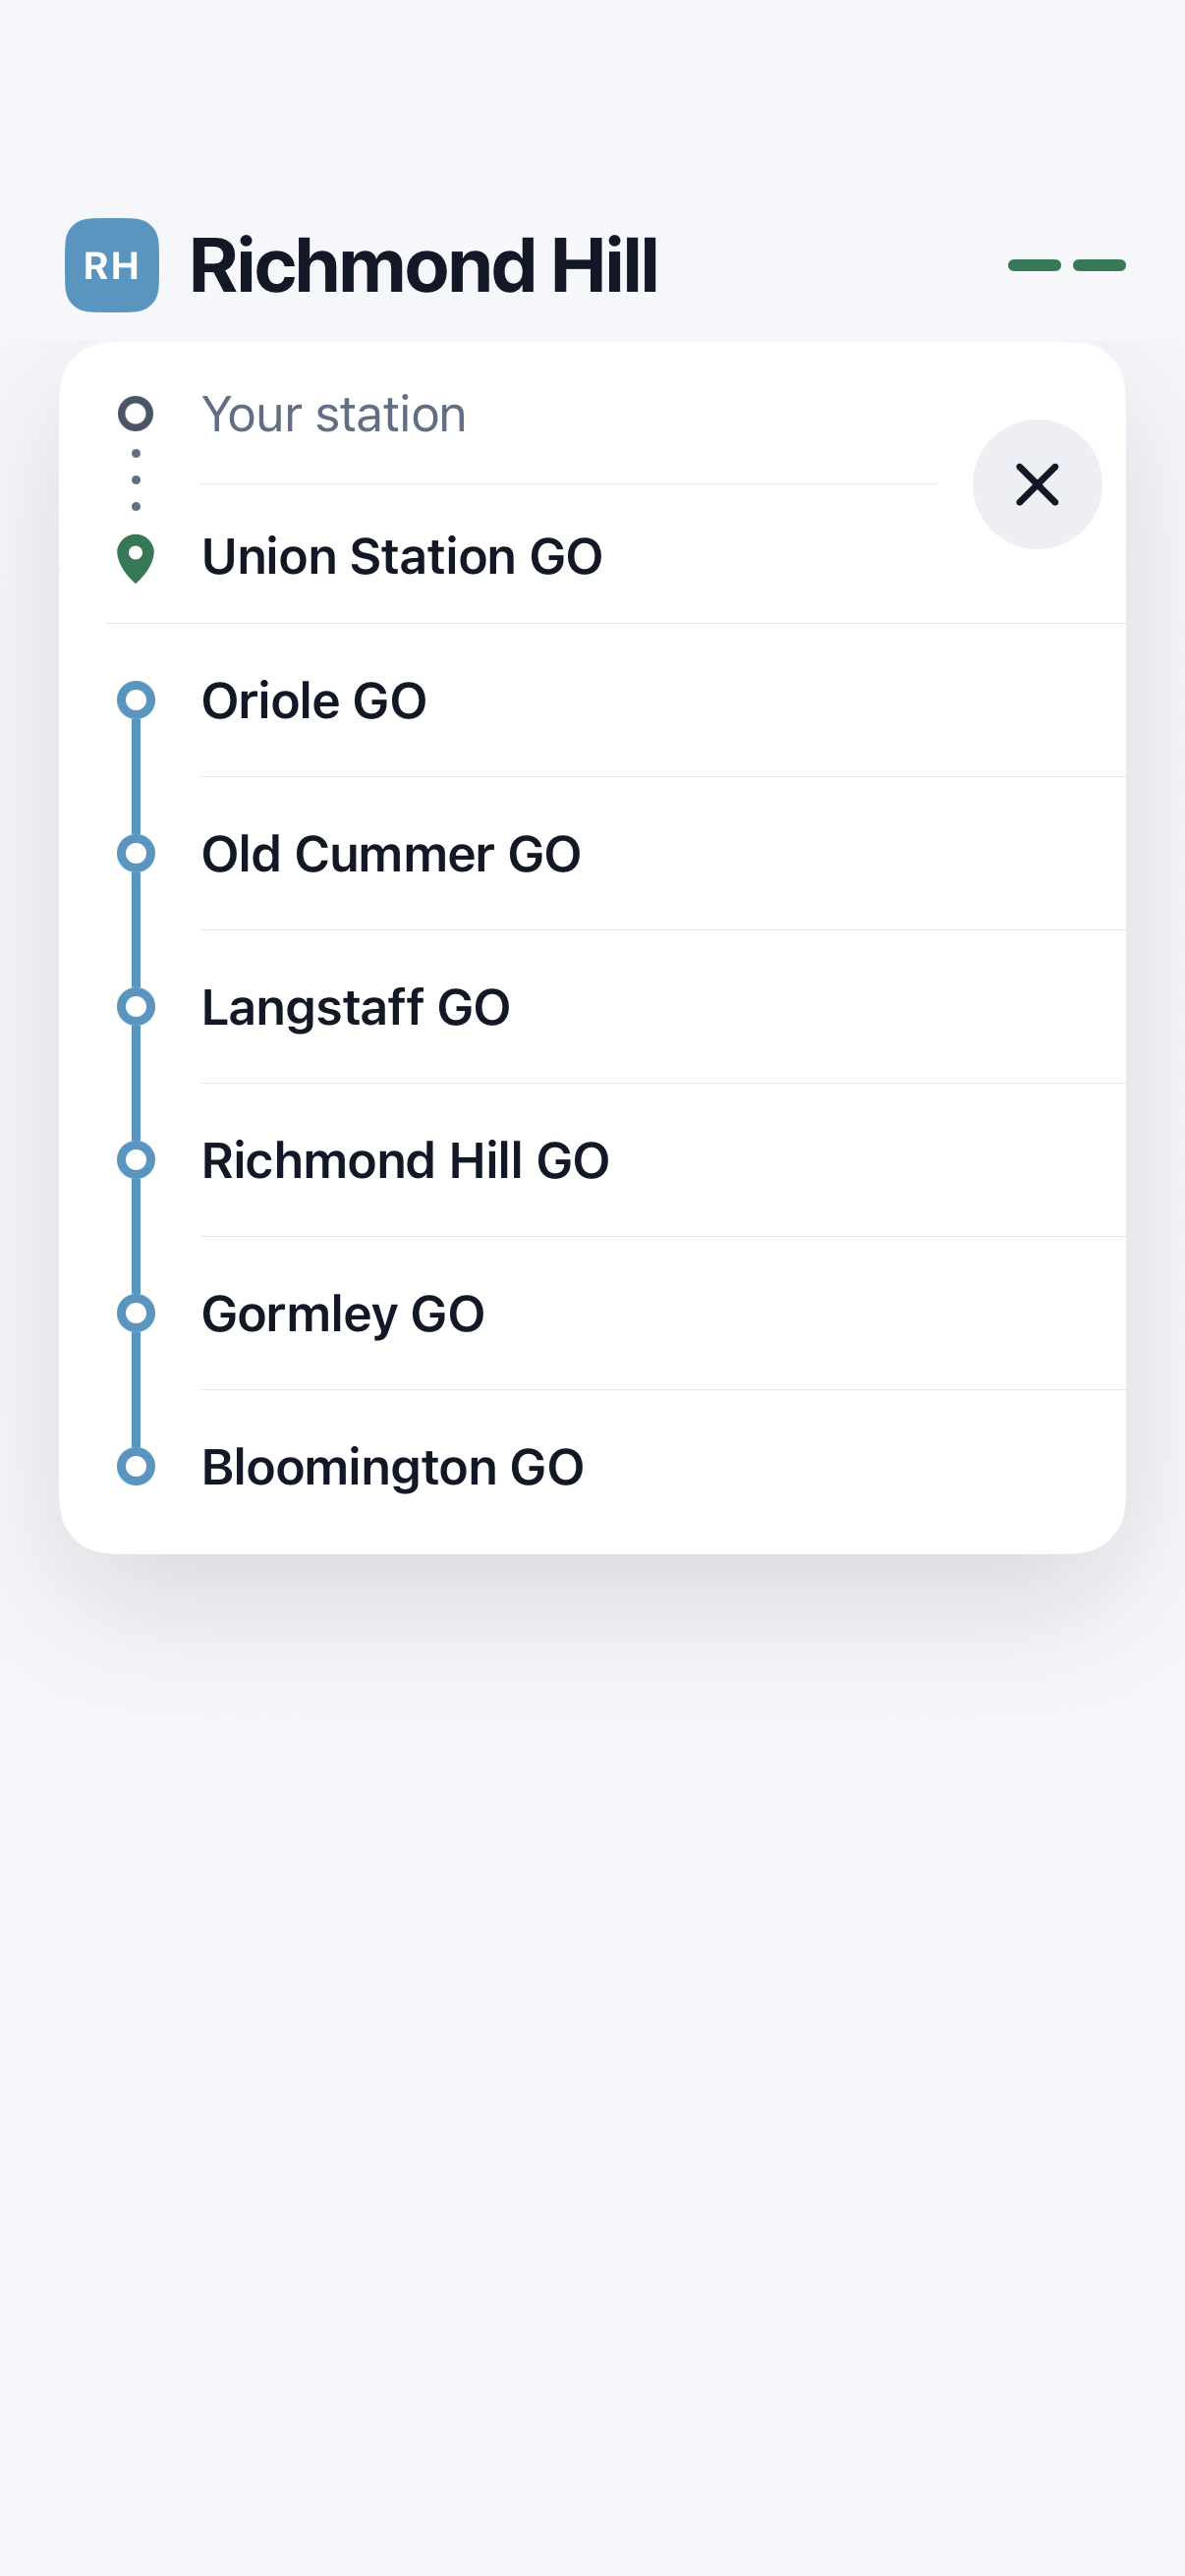 RH Richmond Hill
Your station
Union Station GO
Oriole GO
Old Cummer GO
Langstaff GO
Richmond Hill GO
Gormley GO
Bloomington GO